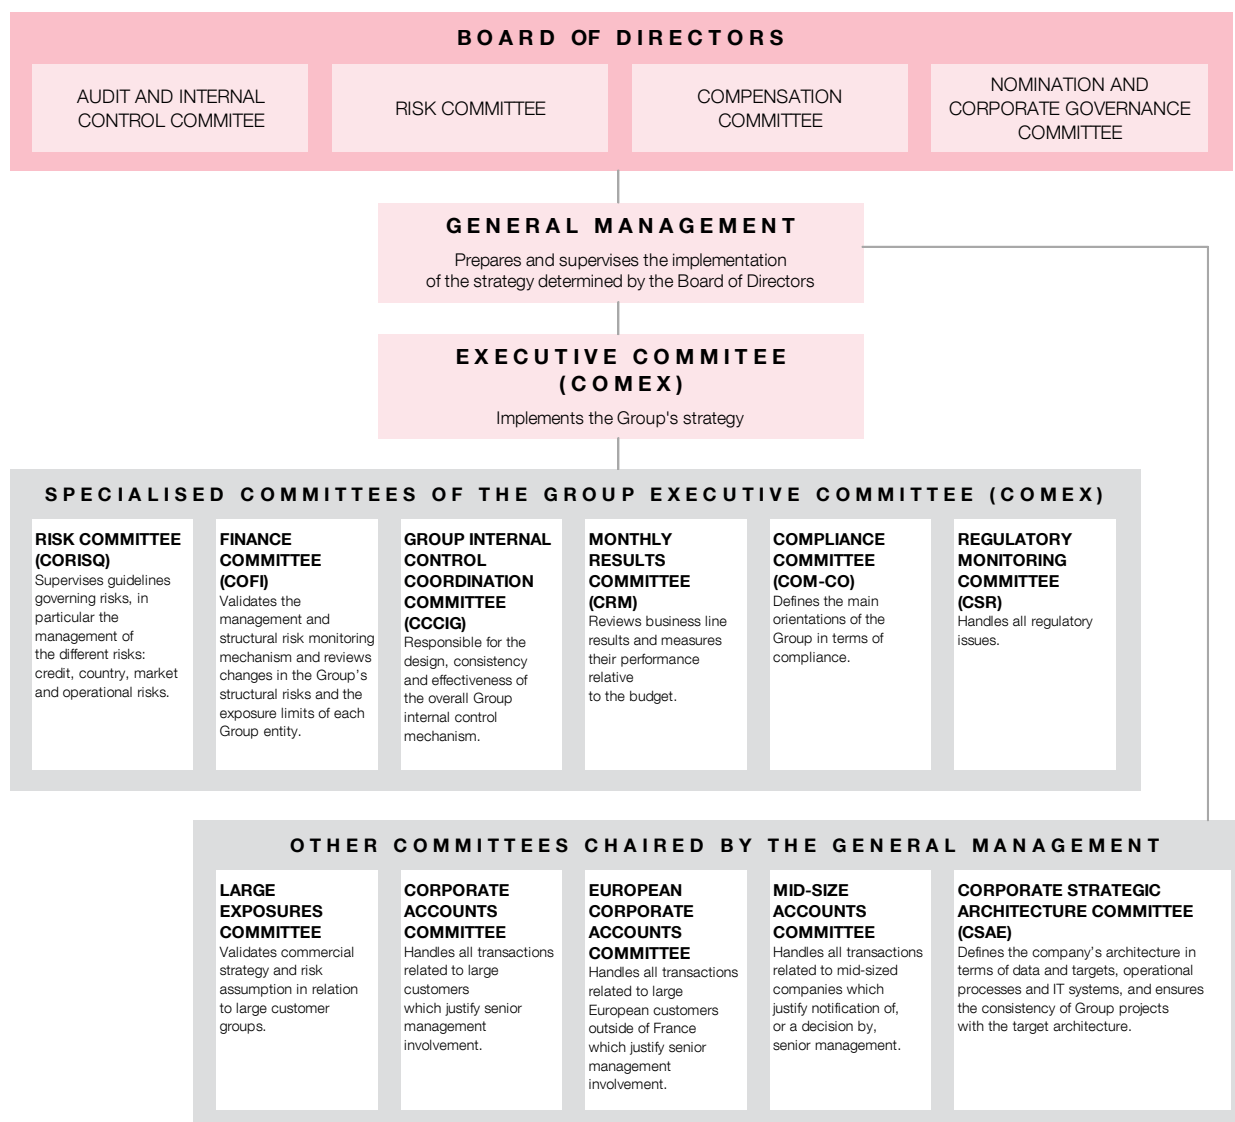 BOARD OF DIRECTORS
AUDIT AND INTERNAL
CONTROL COMMITEE
RISK COMMITTEE
COMPENSATION
COMMITTEE
NOMINATION AND
CORPORATE GOVERNANCE
COMMITTEE
GENERAL MANAGEMENT
Prepares and supervises the implementation
of the strategy determined by the Board of Directors
EXECUTIVE COMMITEE
(COMEX)
Implements the Group's strategy
SPECIALISED COMMITTEES OF THE GROUP EXECUTIVE COMMITTEE (COMEX)
RISK COMMITTEE
(CORISQ)
Supervises guidelines
governing risks, in
particular the
management of
the different risks:
credit, country, market
and operational risks.
FINANCE
COMMITTEE
(COFI)
Validates the
management and
structural risk monitoring
mechanism and reviews
changes in the Group’s
structural risks and the
exposure limits of each
Group entity.
GROUP INTERNAL
CONTROL
COORDINATION
COMMITTEE
(CCCIG)
Responsible for the
design, consistency
and effectiveness of
the overall Group
internal control
mechanism.
MONTHLY
RESULTS
COMMITTEE
(CRM)
Reviews business line
results and measures
their performance
relative
to the budget.
COMPLIANCE
COMMITTEE
(COM-CO)
Defines the main
orientations of the
Group in terms of
compliance.
REGULATORY
MONITORING
COMMITTEE
(CSR)
Handles all regulatory
issues.
OTHER COMMITTEES CHAIRED BY THE GENERAL MANAGEMENT
LARGE
EXPOSURES
COMMITTEE
Validates commercial
strategy and risk
assumption in relation
to large customer
groups.
CORPORATE
ACCOUNTS
COMMITTEE
Handles all transactions
related to large
customers
which justify senior
management
involvement.
EUROPEAN
CORPORATE
ACCOUNTS
COMMITTEE
Handles all transactions
related to large
European customers
outside of France
which justify senior
management
involvement.
MID-SIZE
ACCOUNTS
COMMITTEE
Handles all transactions
related to mid-sized
companies which
justify notification of,
or a decision by,
senior management.
CORPORATE STRATEGIC
ARCHITECTURE COMMITTEE
(CSAE)
Defines the company’s architecture in
terms of data and targets, operational
processes and IT systems, and ensures
the consistency of Group projects
with the target architecture.